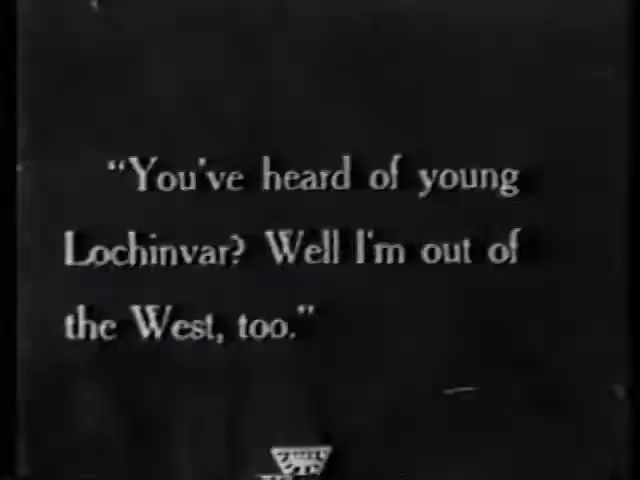 “You’ve heard of young
Lochinvar? Well I’m out of
the West, too.”